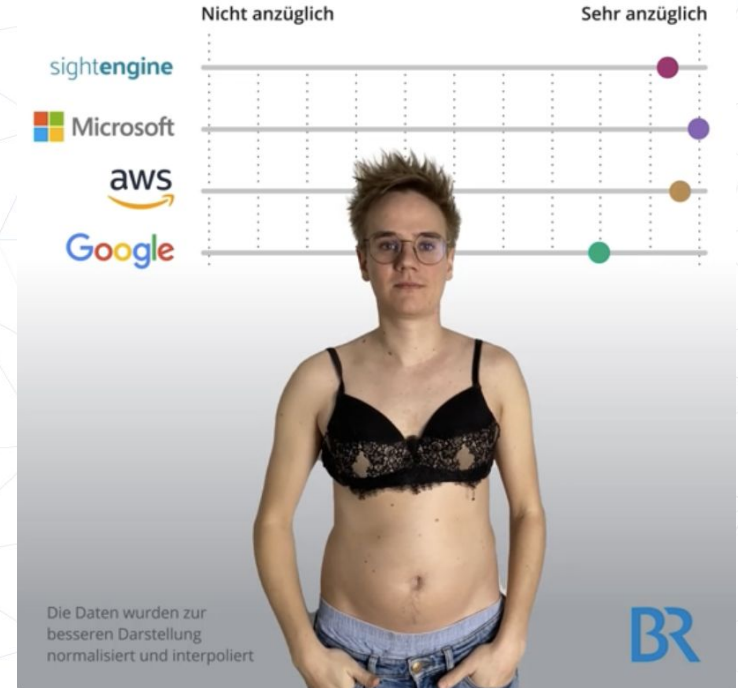 Nicht anzüglich Sehr anzüglich
sightengine
Microsoft
aws
Google
Die Daten wurden zur
besseren Darstellung
normalisiert und interpoliert
BR